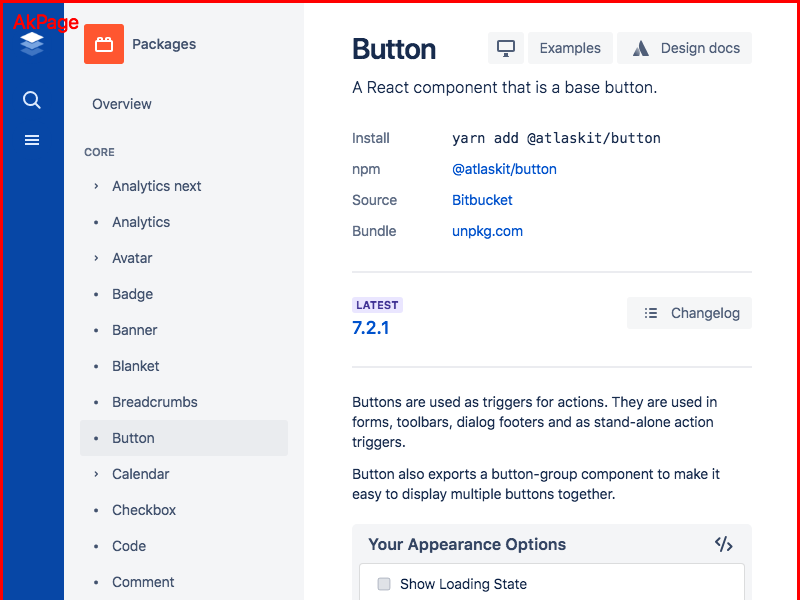 AkPage
Packages
Overview
CORE
Analytics next
Analytics
Avatar
Badge
Banner
Blanket
Breadcrumbs
Button
Calendar
Checkbox
Code
Comment
Button
Examples
Design docs
A React component that is a base button.
Install yarn add @atlaskit/button
npm @atlaskit/button
Source Bitbucket
Bundle unpkg.com
LATEST
7.2.1
Changelog
Buttons are used as triggers for actions. They are used in
forms, toolbars, dialog footers and as stand-alone action
triggers.
Button also exports a button-group component to make it
easy to display multiple buttons together.
Your Appearance Options
Show Loading State